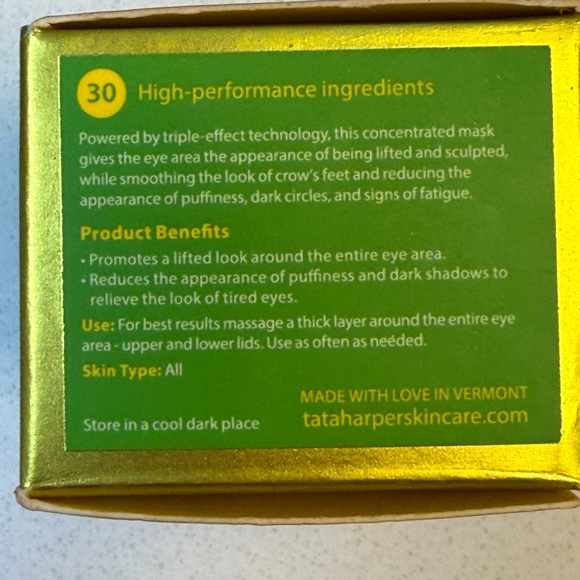 30 High-performance ingredients
Powered by triple-effect technology, this concentrated mask
gives the eye area the appearance of being lifted and sculpted,
while smoothing the look of crow's feet and reducing the
appearance of puffiness, dark circles, and signs of fatigue.
Product Benefits
• Promotes a lifted look around the entire eye area.
• Reduces the appearance of puffiness and dark shadows to
relieve the look of tired eyes.
Use: For best results massage a thick layer around the entire eye
area - upper and lower lids. Use as often as needed.
Skin Type: All
MADE WITH LOVE IN VERMONT
Store in a cool dark place tataharperskincare.com